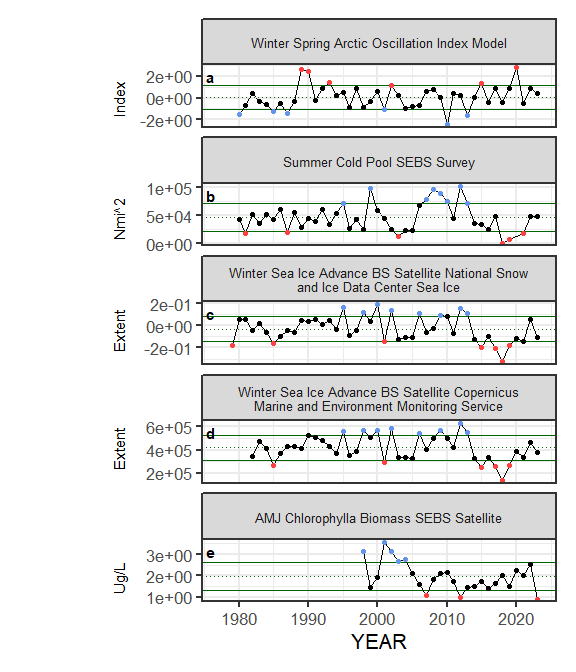 Winter Spring Arctic Oscillation Index Model
a
Index
2e+00
0e+00
-2e+00
Summer Cold Pool SEBS Survey
b
Nmi^2
1e+05
5e+04
0e+00
Winter Sea Ice Advance BS Satellite National Snow
and Ice Data Center Sea Ice
c
Extent
2e-01
0e+00
-2e-01
Winter Sea Ice Advance BS Satellite Copernicus
Marine and Environment Monitoring Service
d
Extent
6e+05
4e+05
2e+05
AMJ Chlorophylla Biomass SEBS Satellite
e
Ug/L
3e+00
2e+00
1e+00
1980 1990 2000 2010 2020
YEAR